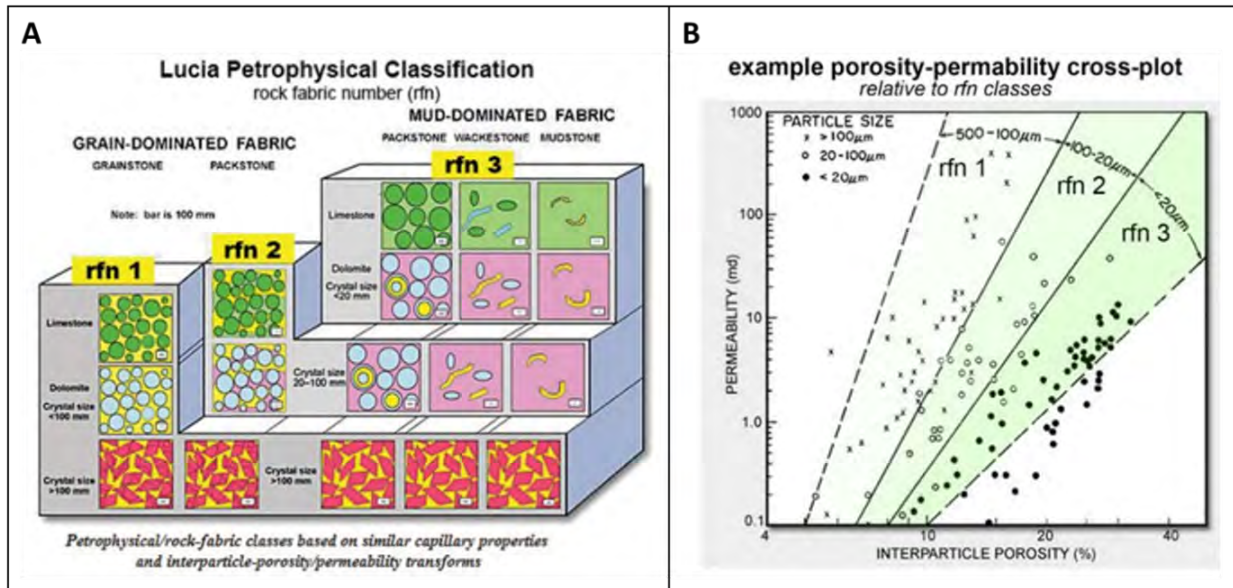 A
Lucia Petrophysical Classification
rock fabric number (rfn)
MUD-DOMINATED FABRIC
PACKSTONE WACKESTONE MUDSTONE
GRAIN-DOMINATED FABRIC
GRAINSTONE PACKSTONE
rfn 3
Note: bar is 100 mm
Limestone
rfn 1
rfn 2
Dolomite
Crystal size
<20 mm
Limestone
Crystal size
20-100 mm
Dolomite
Crystal size
<100 mm
Crystal size
>100 mm
Crystal size
>100 mm
Petrophysical/rock-fabric classes based on similar capillary properties
and interparticle-porosity/permeability transforms
B
example porosity-permability cross-plot
relative to rfn classes
1000
PARTICLE SIZE
x >100μm
o 20-100μm
• <20μm
500-100μm
100-20μm
<20μm
rfn 1
rfn 2
rfn 3
100
10
1.0
0.1
PERMEABILITY (md)
4 10 20 40
INTERPARTICLE POROSITY (%)